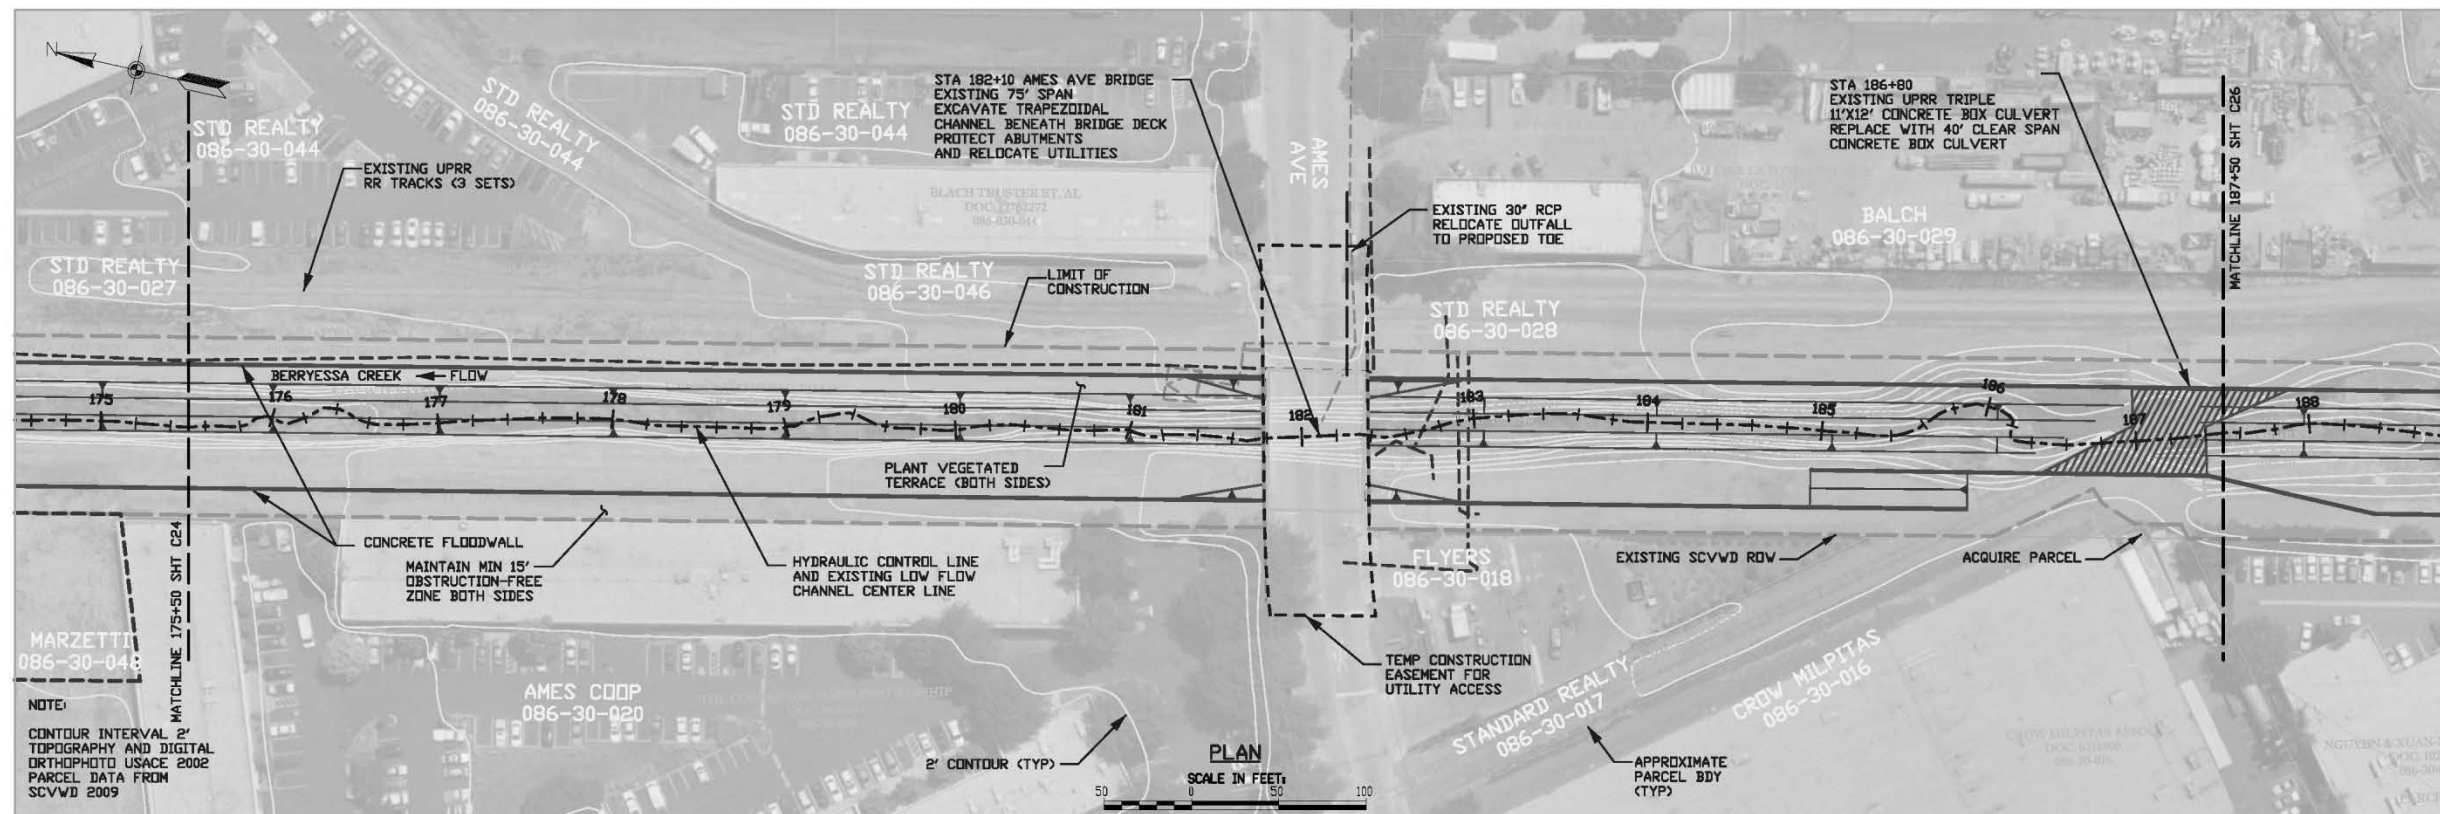 N
STD REALTY
086-30-044
STD REALTY
086-30-044
STD REALTY
086-30-044
STA 182+10 AMES AVE BRIDGE
EXISTING 75' SPAN
EXCAVATE TRAPEZOIDAL
CHANNEL BENEATH BRIDGE DECK
PROTECT ABUTMENTS
AND RELOCATE UTILITIES
AMES
AVE
STA 186+80
EXISTING UPRR TRIPLE
11'X12' CONCRETE BOX CULVERT
REPLACE WITH 40' CLEAR SPAN
CONCRETE BOX CULVERT
MATCHLINE 187+50 SHT C26
EXISTING UPRR
RR TRACKS (3 SETS)
BLACH TRUSTER ET. AL
086-030-044
EXISTING 30" RCP
RELOCATE OUTFALL
TO PROPOSED TOE
BALCH
086-30-029
STD REALTY
086-30-027
STD REALTY
086-30-046
LIMIT OF
CONSTRUCTION
STD REALTY
086-30-028
BERRYESSA CREEK
FLOW
175
176
177
178
179
180
181
182
183
184
185
186
187
188
PLANT VEGETATED
TERRACE (BOTH SIDES)
CONCRETE FLOODWALL
MAINTAIN MIN 15'
OBSTRUCTION-FREE
ZONE BOTH SIDES
HYDRAULIC CONTROL LINE
AND EXISTING LOW FLOW
CHANNEL CENTER LINE
FLYERS
086-30-018
EXISTING SCVWD ROW
ACQUIRE PARCEL
MATCHLINE 175+50 SHT C24
MARZETTI
086-30-048
AMES COOP
086-30-020
TEMP CONSTRUCTION
EASEMENT FOR
UTILITY ACCESS
STANDARD REALTY
086-30-017
CROW MILPITAS
086-30-016
NOTE:
CONTOUR INTERVAL 2'
TOPOGRAPHY AND DIGITAL
ORTHOPHOTO USACE 2002
PARCEL DATA FROM
SCVWD 2009
2' CONTOUR (TYP)
PLAN
SCALE IN FEET:
50 0 50 100
APPROXIMATE
PARCEL BDY
(TYP)